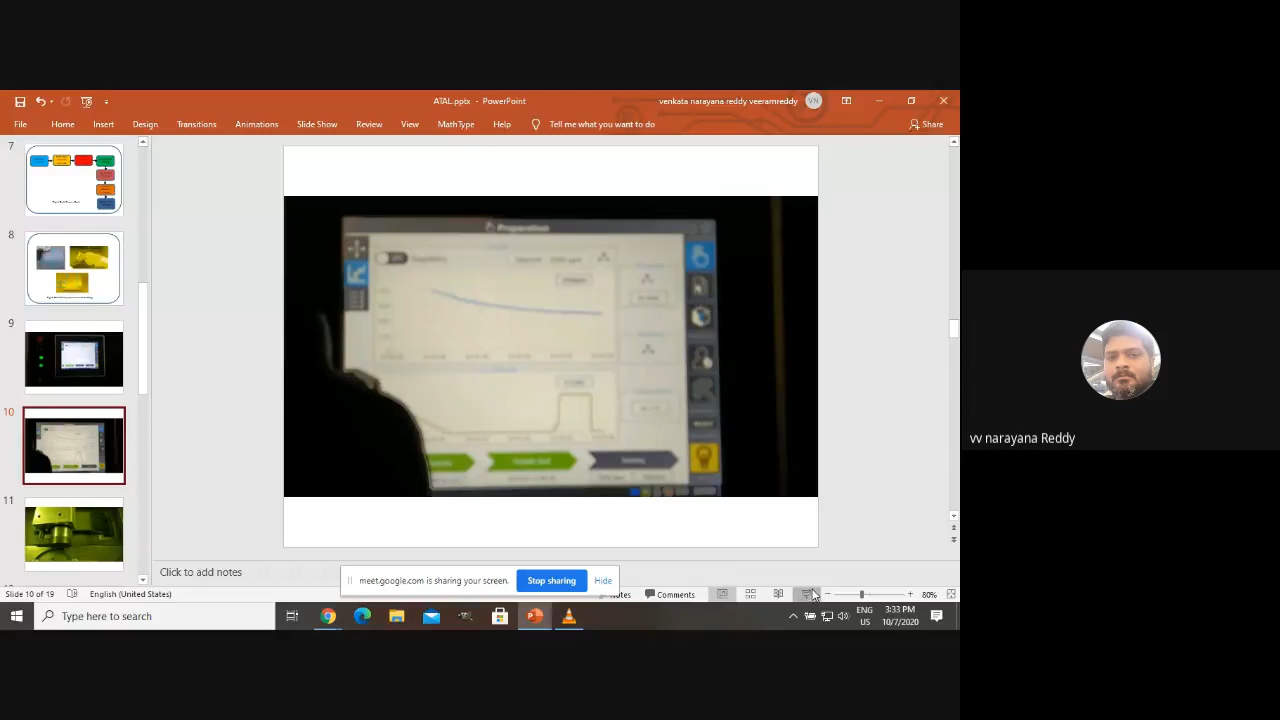 ATAL.pptx - PowerPoint
venkata narayana reddy veeramreddy
VN
File Home Insert Design Transitions Animations Slide Show Review View MathType Help Tell me what you want to do Share
7
8
9
10
11
Preparation
Click to add notes
meet.google.com is sharing your screen. Stop sharing Hide
Slide 10 of 19 English (United States) Notes Comments 80%
Type here to search
ENG
US
3:33 PM
10/7/2020
vv narayana Reddy